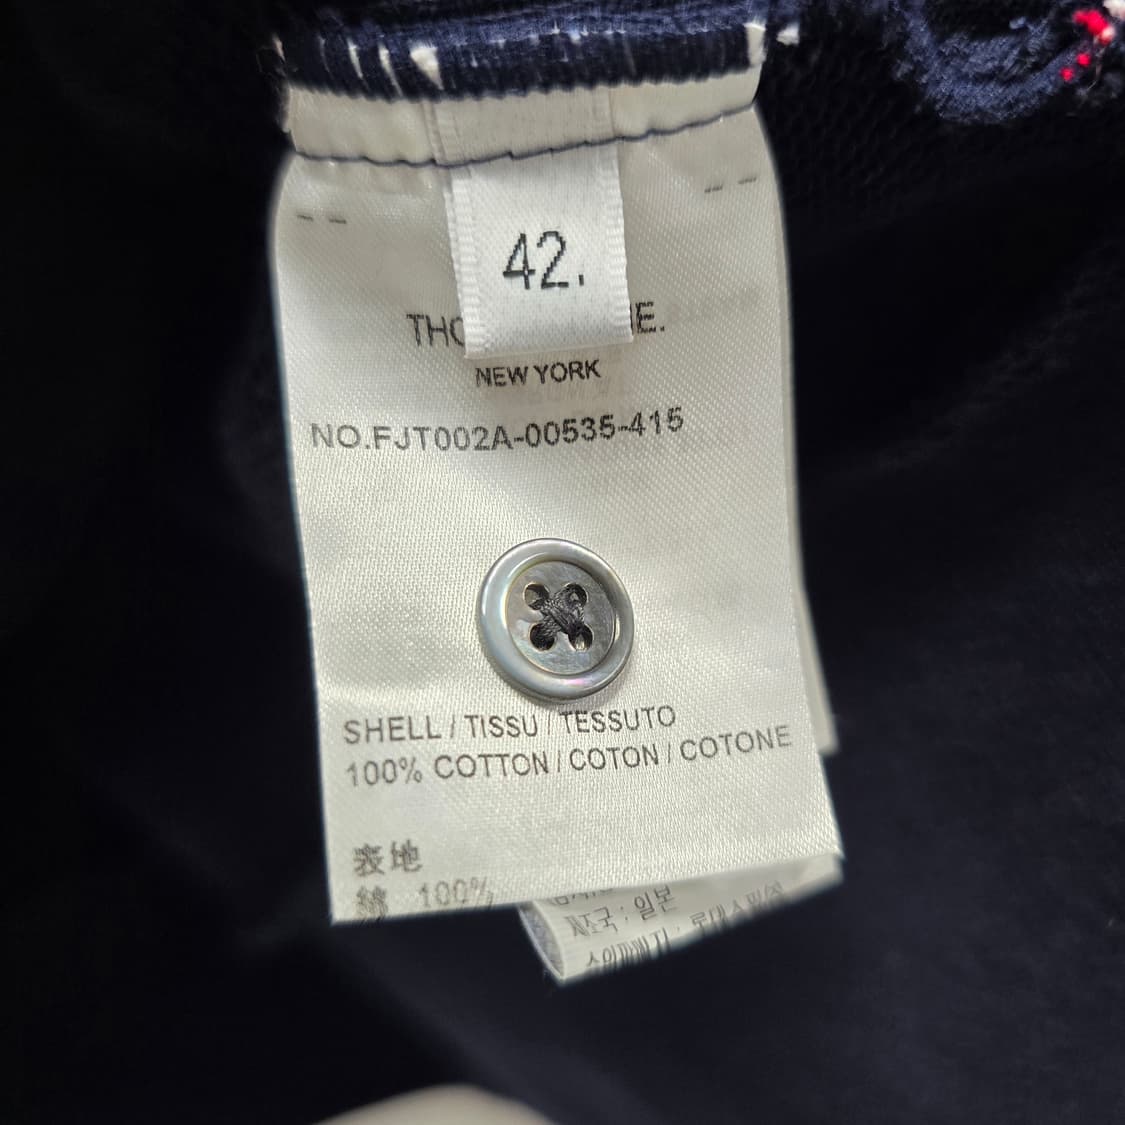 42.
THO E.
NEW YORK
NO.FJT002A-00535-415
SHELL / TISSU / TESSUTO
100% COTTON / COTON / COTONE
表地
綿 100%
제조국 : 일본